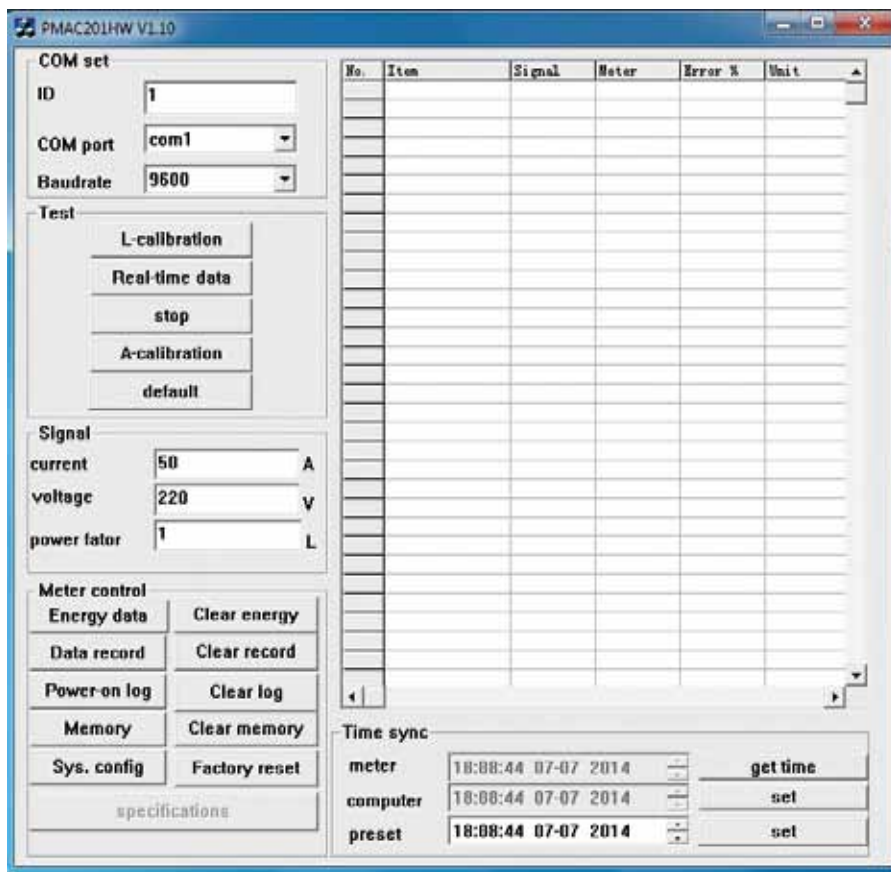 PMAC201HW V1.10
COM set
ID 1
COM port com1
Baudrate 9600
Test
L-calibration
Real-time data
stop
A-calibration
default
Signal
current 50 A
voltage 220 V
power fator 1 L
Meter control
Energy data Clear energy
Data record Clear record
Power-on log Clear log
Memory Clear memory
Sys. config Factory reset
specifications
No. Item Signal Meter Error % Unit
Time sync
meter 18:08:44 07-07 2014 get time
computer 18:08:44 07-07 2014 set
preset 18:08:44 07-07 2014 set